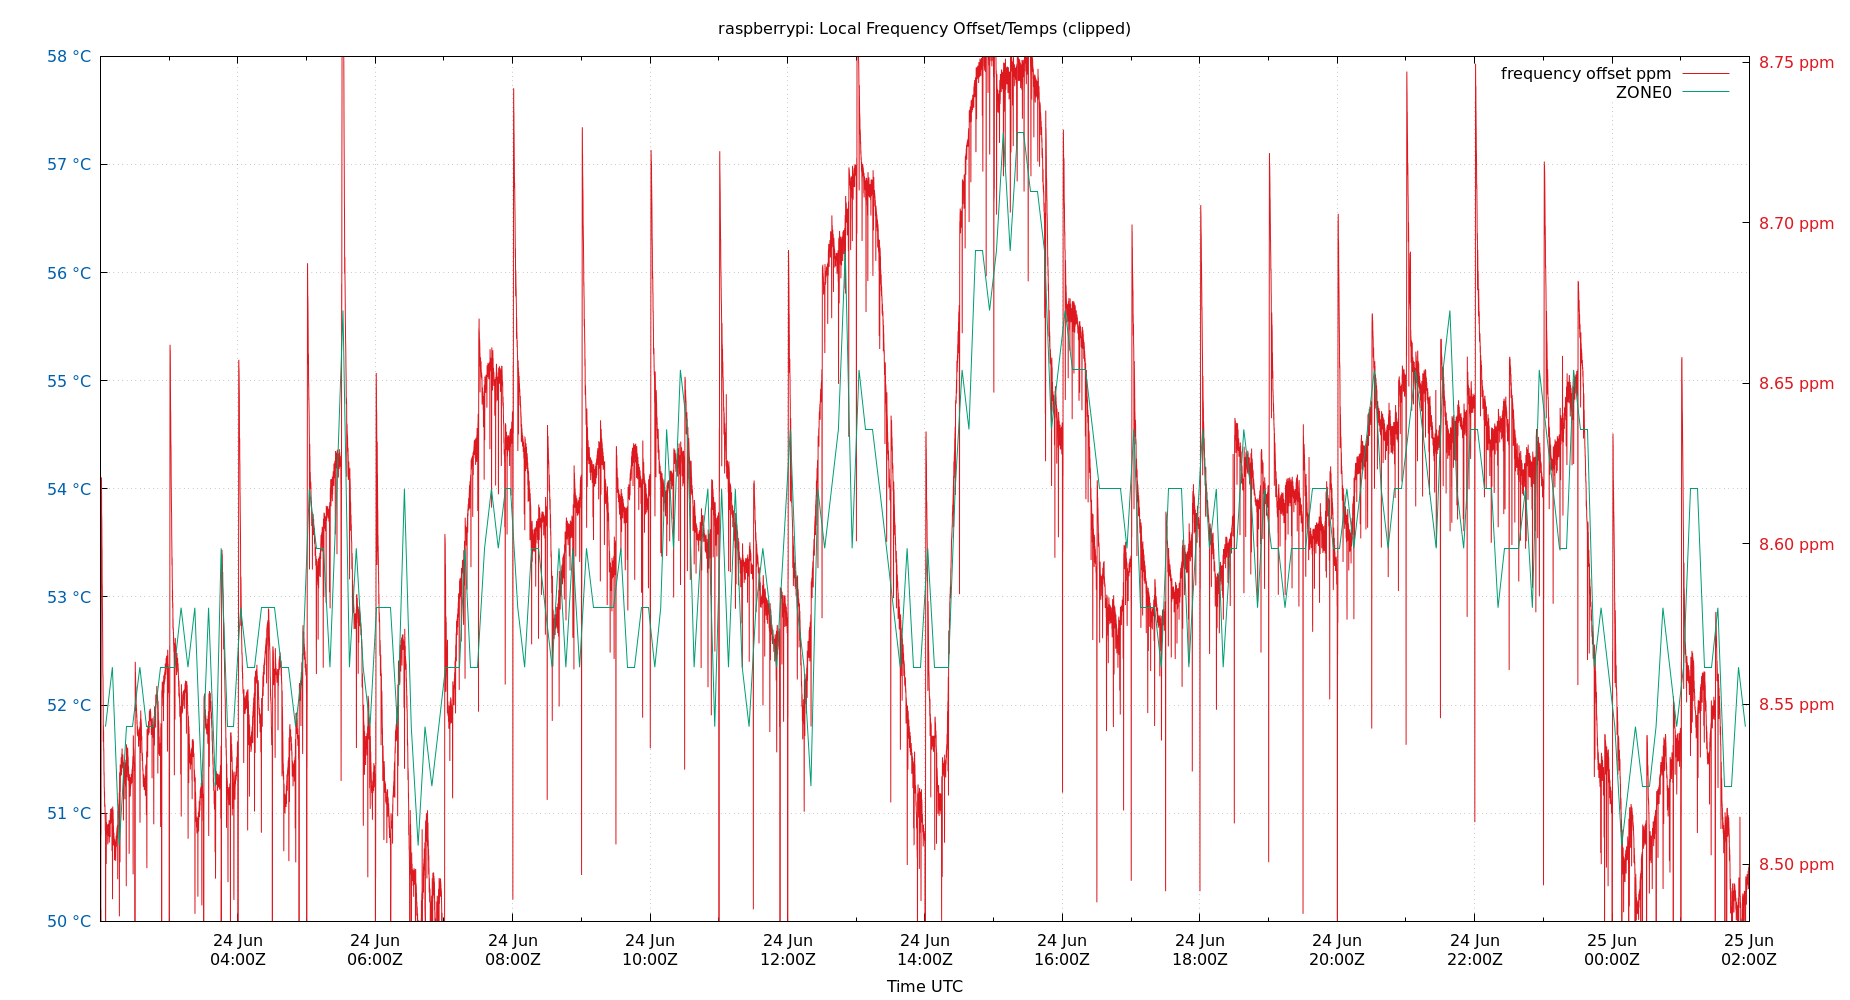 raspberrypi: Local Frequency Offset/Temps (clipped)
58 °C
57 °C
56 °C
55 °C
54 °C
53 °C
52 °C
51 °C
50 °C
8.75 ppm
8.70 ppm
8.65 ppm
8.60 ppm
8.55 ppm
8.50 ppm
frequency offset ppm
ZONE0
24 Jun 24 Jun 24 Jun 24 Jun 24 Jun 24 Jun 24 Jun 24 Jun 24 Jun 24 Jun 25 Jun 25 Jun
04:00Z 06:00Z 08:00Z 10:00Z 12:00Z 14:00Z 16:00Z 18:00Z 20:00Z 22:00Z 00:00Z 02:00Z
Time UTC